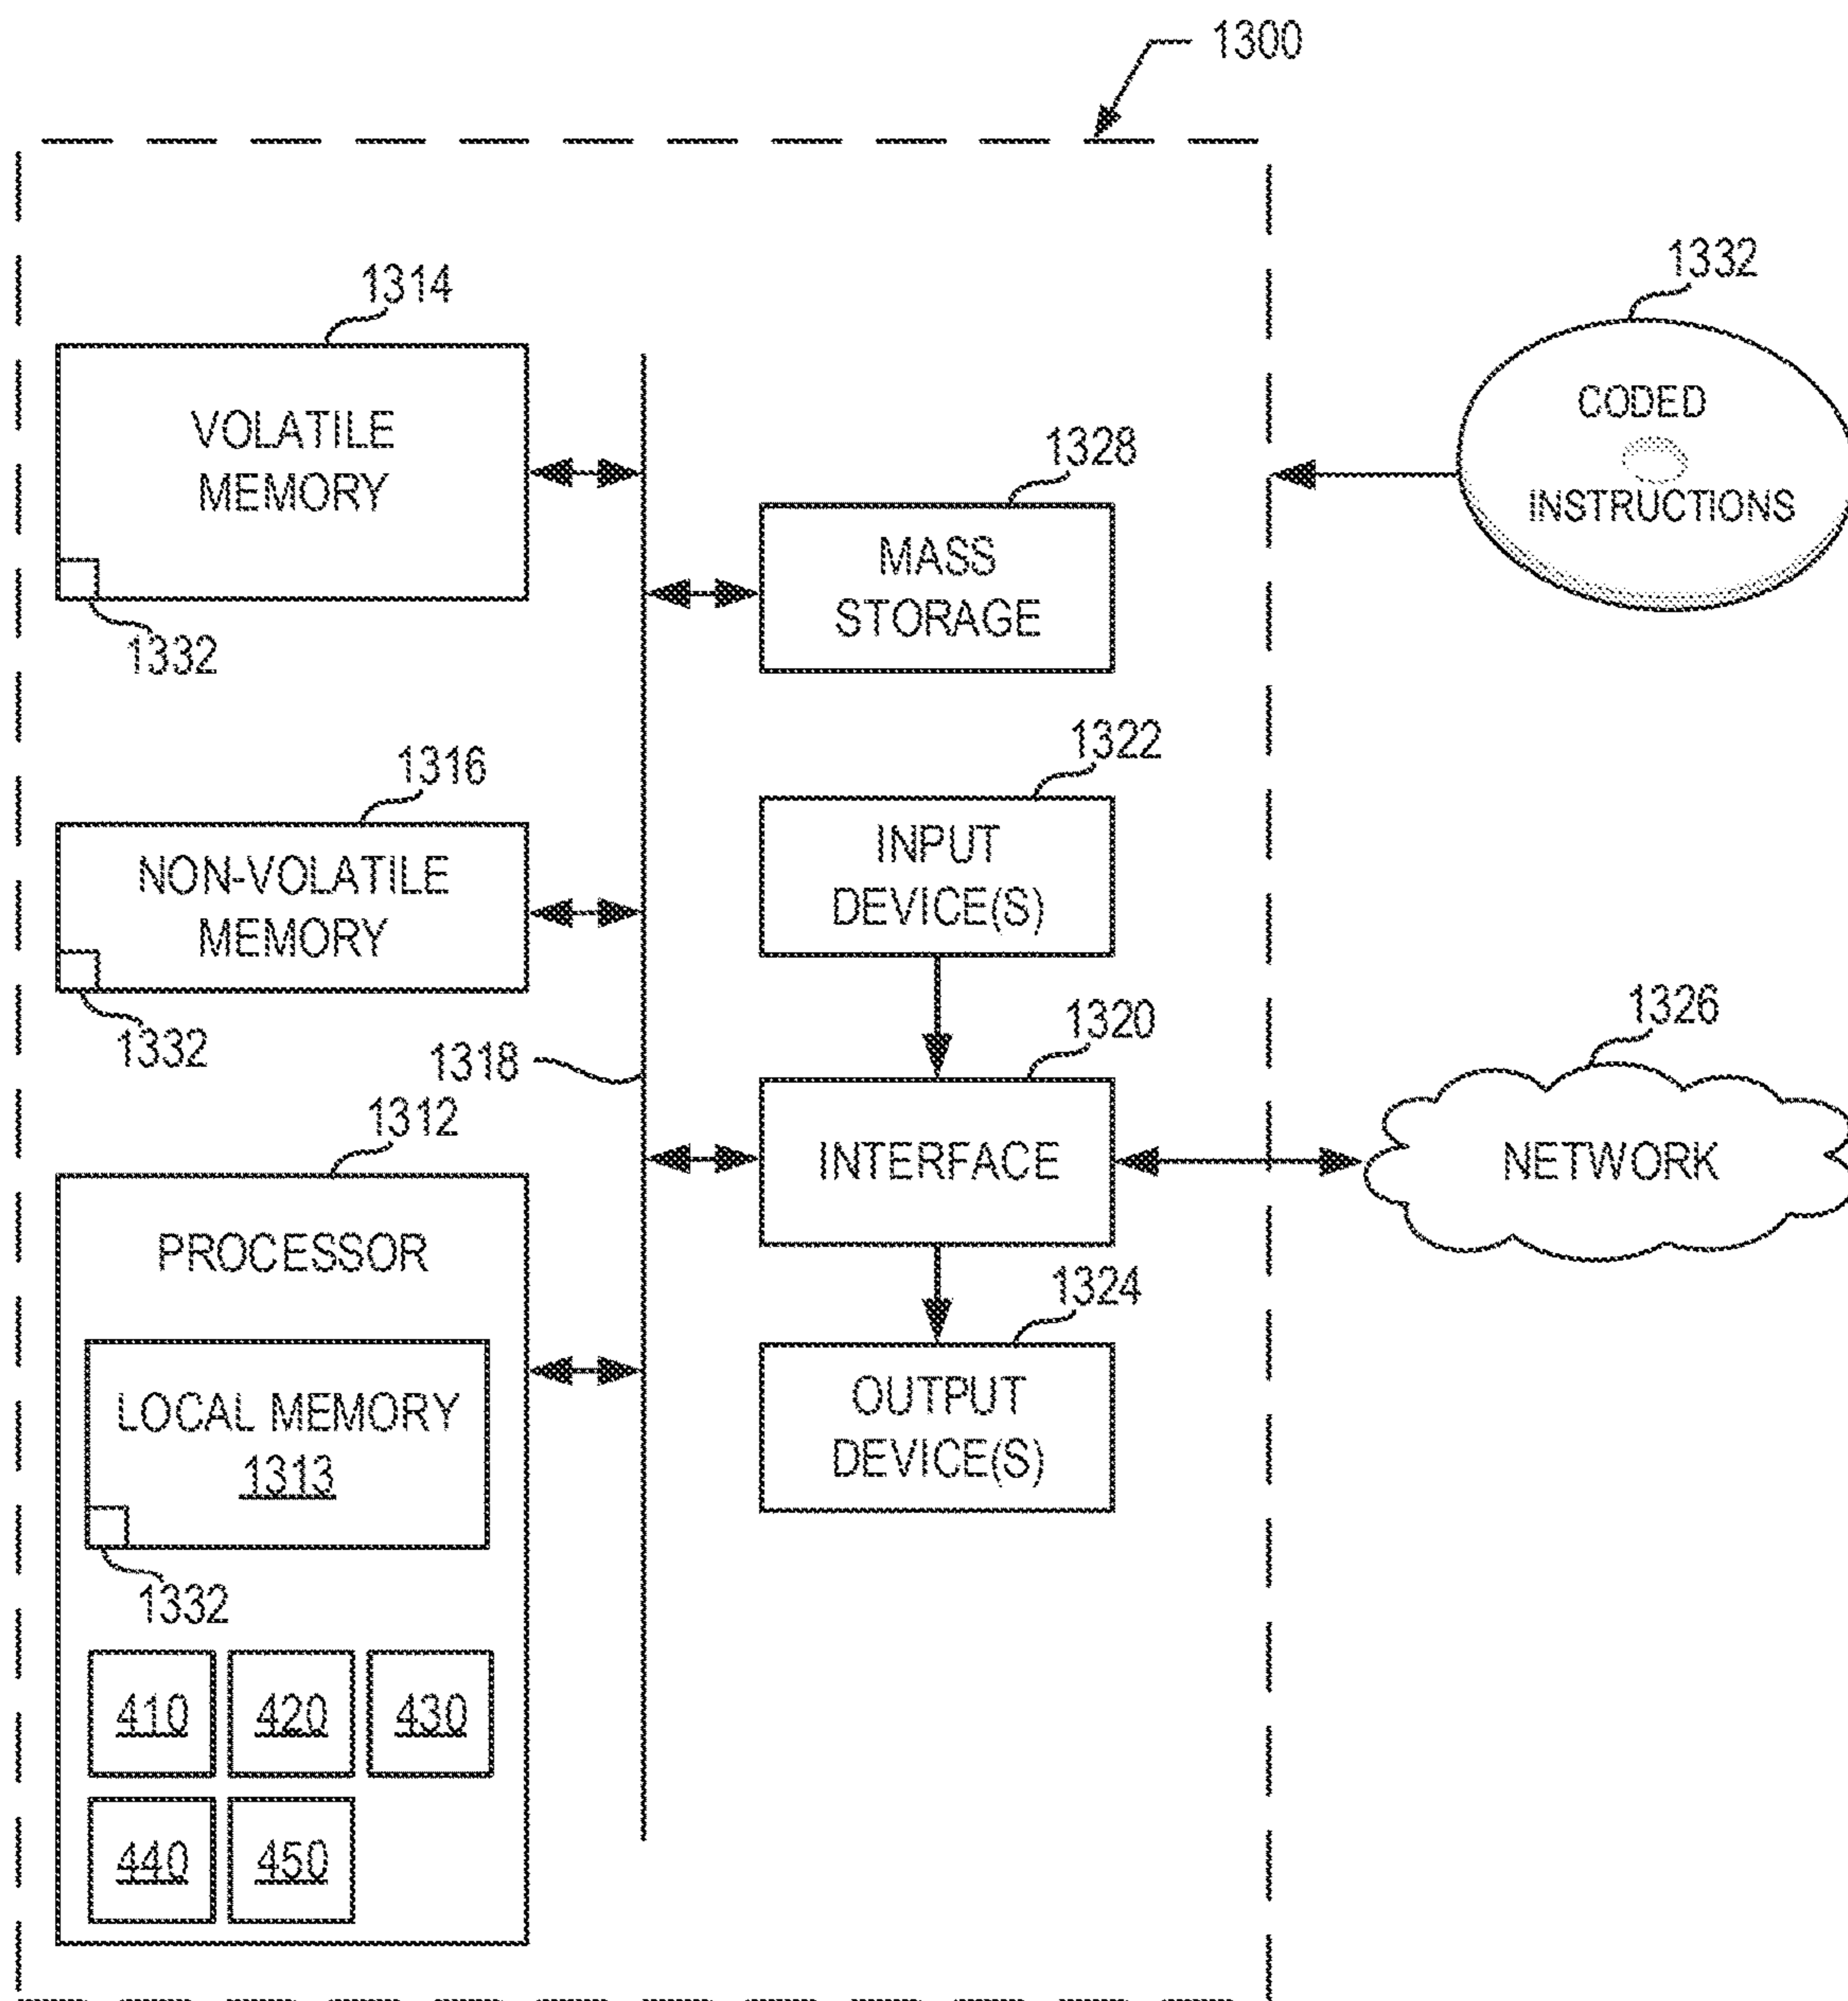 1300
1314
VOLATILE
MEMORY
1332
1328
MASS
STORAGE
1332
CODED
INSTRUCTIONS
1316
NON-VOLATILE
MEMORY
1332
1322
INPUT
DEVICE(S)
1318
1320
INTERFACE
1326
NETWORK
1312
PROCESSOR
LOCAL MEMORY
1313
1332
1324
OUTPUT
DEVICE(S)
410 420 430
440 450